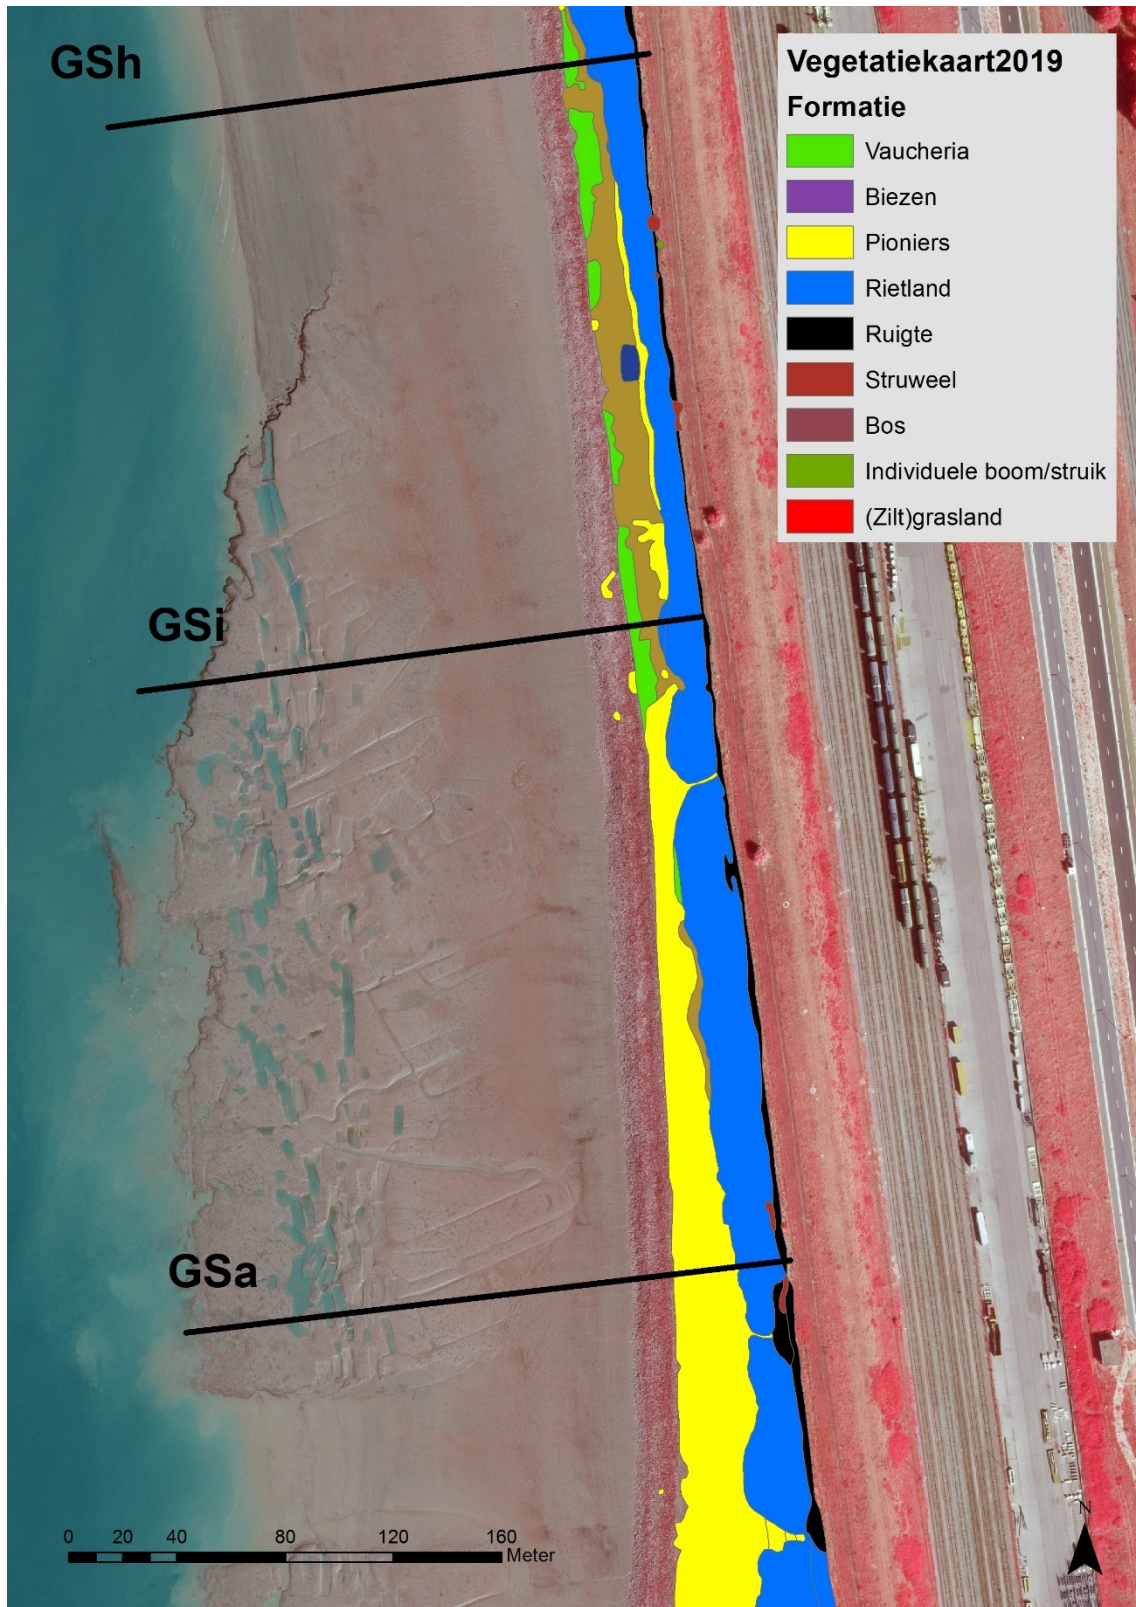 GSh
Vegetatiekaart2019
Formatie
Vaucheria
Biezen
Pioniers
Rietland
Ruigte
Struweel
Bos
Individuele boom/struik
(Zilt)grasland
GSi
GSa
N
0 20 40 80 120 160
Meter